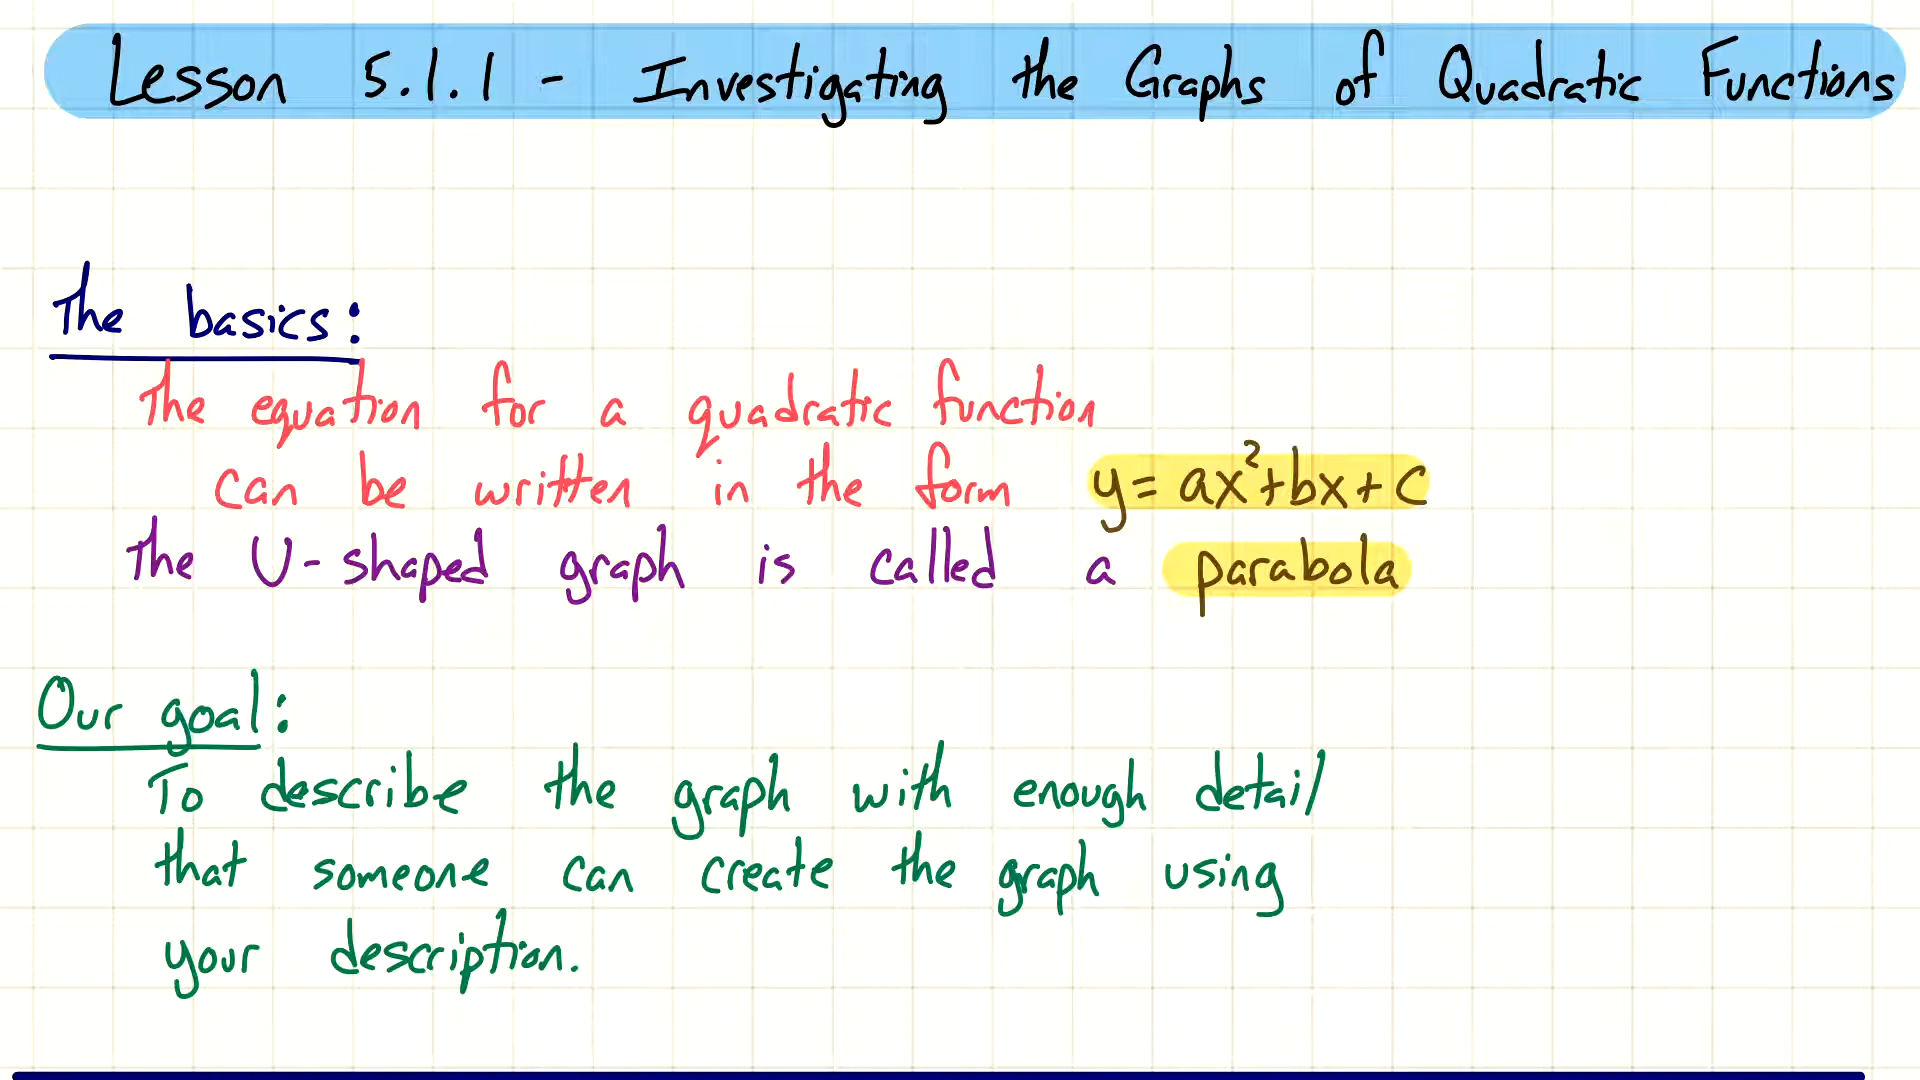 Lesson 5.1.1 - Investigating the Graphs of Quadratic Functions
The basics:
The equation for a quadratic function
can be written in the form y = ax²+bx+c
the U-shaped graph is called a parabola
Our goal:
To describe the graph with enough detail
that someone can create the graph using
your description.